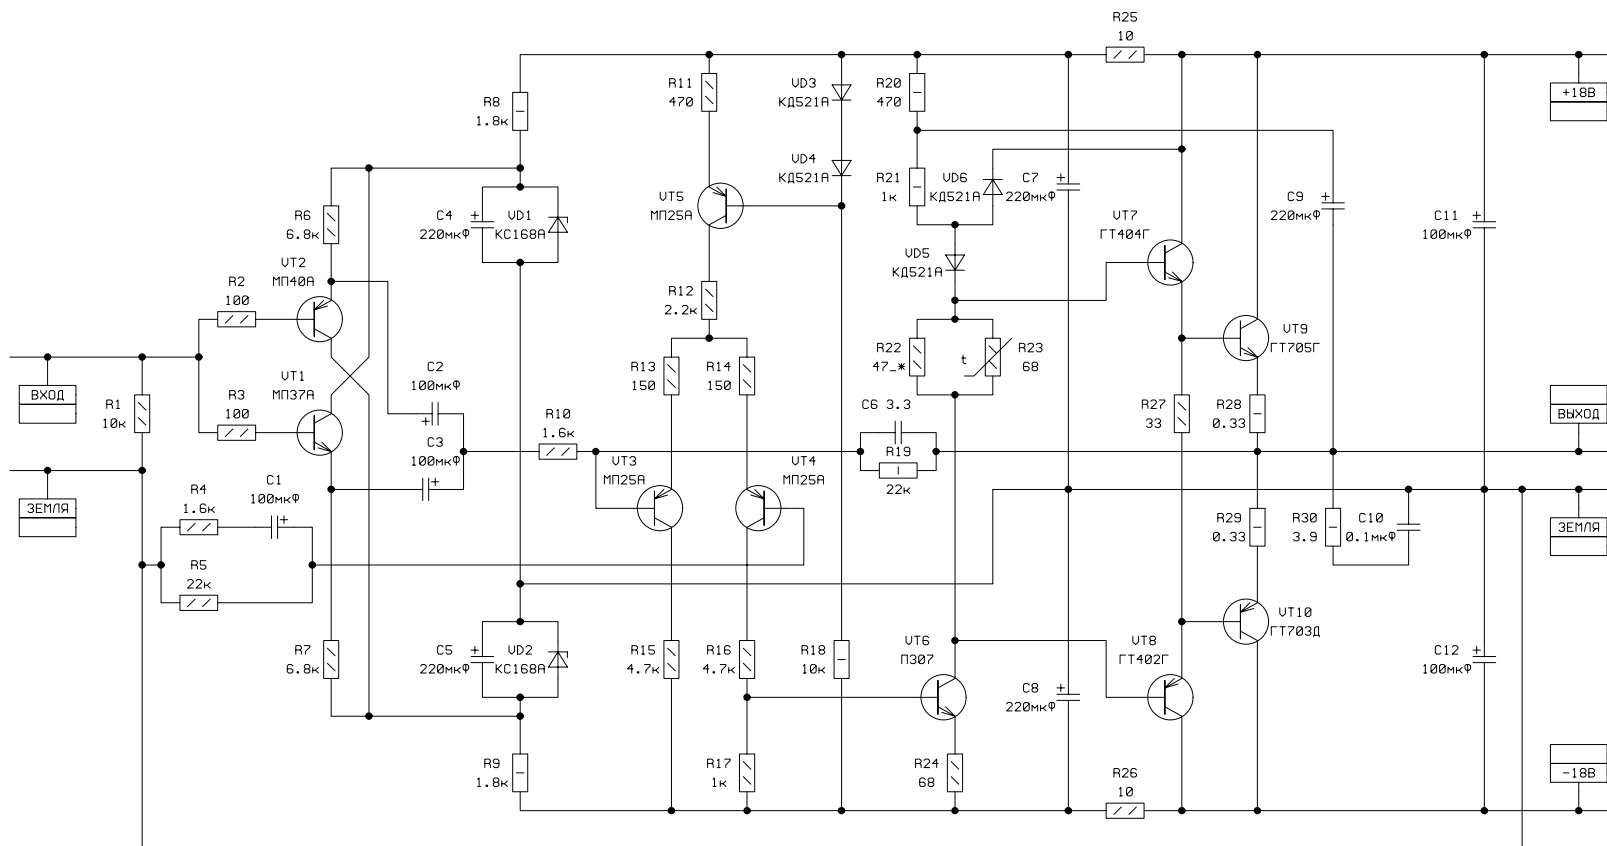 R25
10
+18В
R11
470
VD3
КД521А
R20
470
R8
1.8к
VD4
КД521А
R21
1к
VD6
КД521А
C7
220мкФ
C9
220мкФ
VT5
МП25А
R6
6.8к
C4
220мкФ
VD1
КС168А
VT7
ГТ404Г
C11
100мкФ
VD5
КД521А
VT2
МП40А
R2
100
R12
2.2к
VT9
ГТ705Г
R22
47_*
t
R23
68
R13
150
R14
150
C2
100мкФ
VT1
МП37А
ВХОД
R1
10к
R3
100
C6 3.3
R27
33
R28
0.33
ВЫХОД
R10
1.6к
C3
100мкФ
R19
22к
VT3
МП25А
VT4
МП25А
ЗЕМЛЯ
R4
1.6к
C1
100мкФ
R29
0.33
R30
3.9
C10
0.1мкФ
ЗЕМЛЯ
R5
22к
VT10
ГТ703Д
R7
6.8к
C5
220мкФ
VD2
КС168А
R15
4.7к
R16
4.7к
R18
10к
VT6
П307
VT8
ГТ402Г
C12
100мкФ
C8
220мкФ
R9
1.8к
R17
1к
R24
68
R26
10
-18В